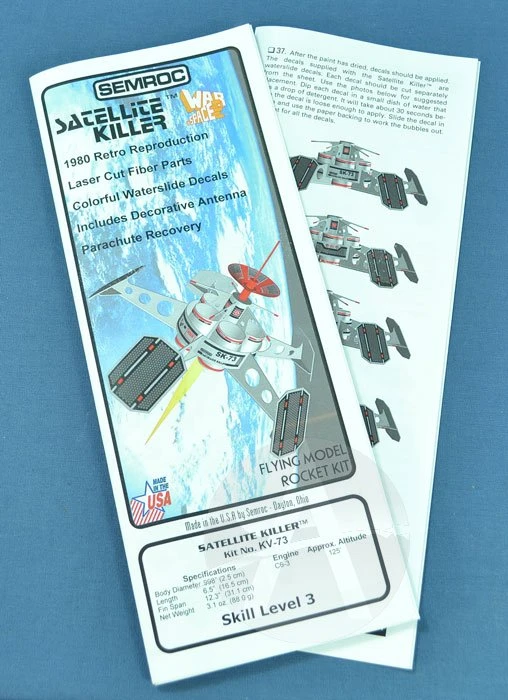 SEMROC
SATELLITE™
KILLER
WAR IN
SPACE
1980 Retro Reproduction
Laser Cut Fiber Parts
Colorful Waterslide Decals
Includes Decorative Antenna
Parachute Recovery
SK-73
FLYING MODEL
ROCKET KIT
MADE
IN THE
USA
Made in the U.S.A by Semroc - Dayton, Ohio
SATELLITE KILLER™
Kit No. KV-73
Specifications
Body Diameter .998" (2.5 cm)
Length 6.5" (16.5 cm)
Fin Span 12.3" (31.1 cm)
Net Weight 3.1 oz. (88.0 g)
Engine Approx. Altitude
C6-3 125'
Skill Level 3
❑ 37. After the paint has dried, decals should be applied.
The decals supplied with the Satellite Killer™ are
waterslide decals. Each decal should be cut separately
from the sheet. Use the photos below for suggested
placement. Dip each decal in a small dish of water that
a drop of detergent. It will take about 30 seconds be-
the decal is loose enough to apply. Slide the decal in
and use the paper backing to work the bubbles out.
for all the decals.
SK-73